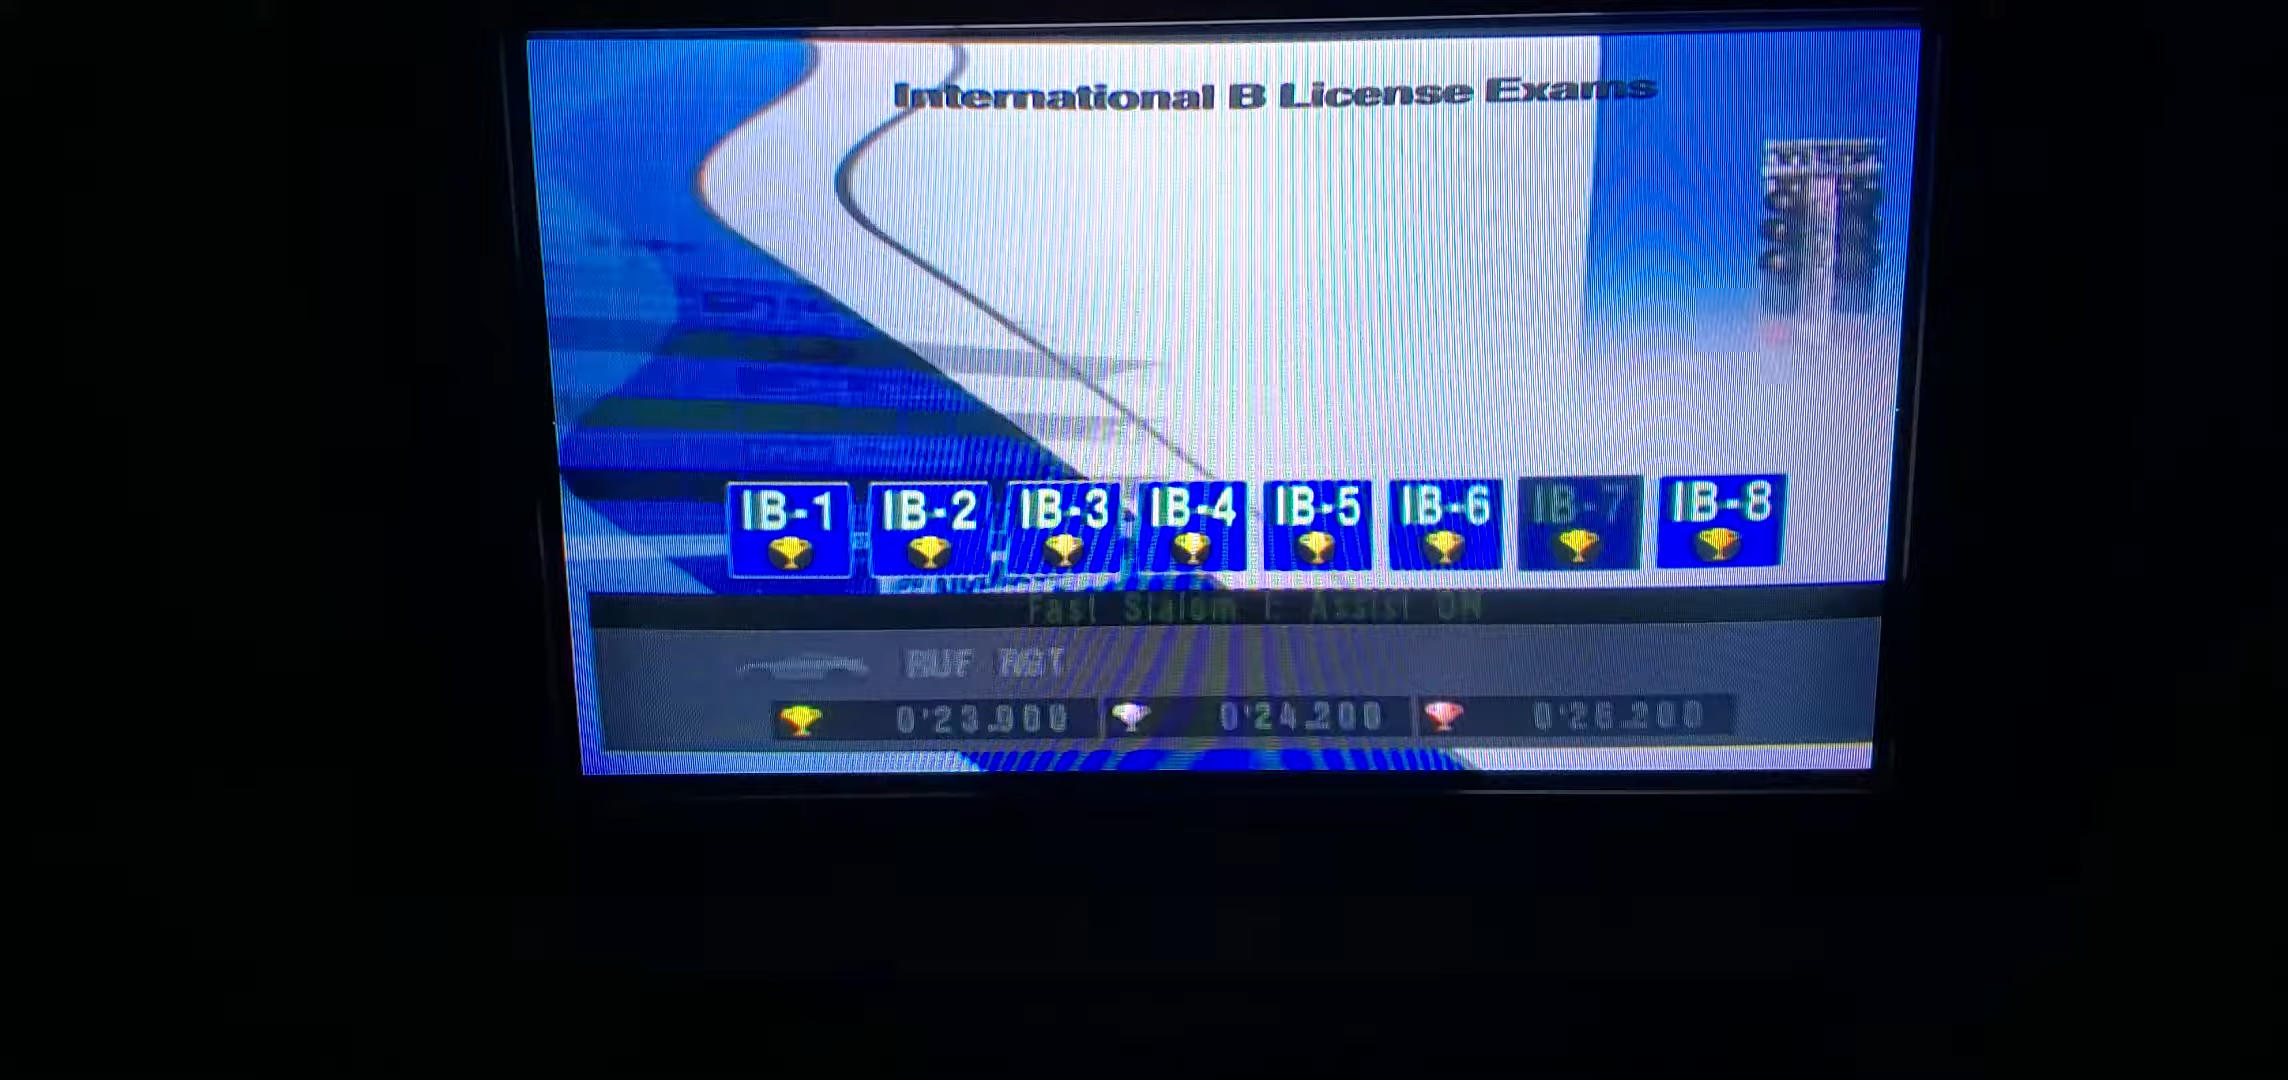 International B License Exams
IB-1 IB-2 IB-3 IB-4 IB-5 IB-6 IB-7 IB-8
Fast Slalom F Assist ON
RUF RGT
0'23.900 0'24.200 0'26.200